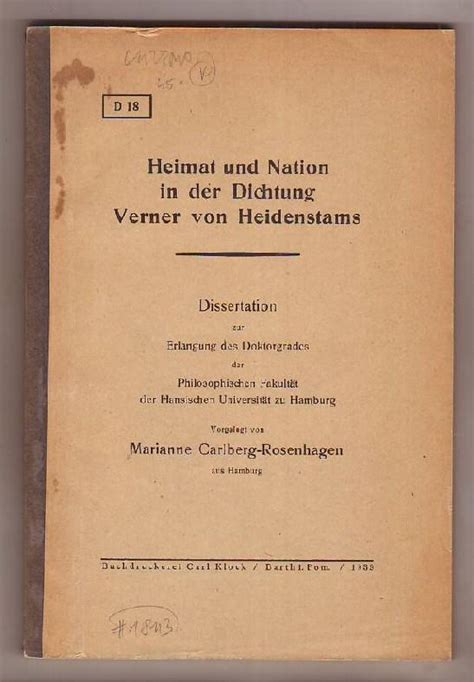 D 18
Heimat und Nation
in der Dichtung
Verner von Heidenstams
Dissertation
zur
Erlangung des Doktorgrades
der
Philosophischen Fakultät
der Hansischen Universität zu Hamburg
Vorgelegt von
Marianne Carlberg-Rosenhagen
aus Hamburg
Buchdruckerei Carl Klock / Barth i. Pom. /
#1843